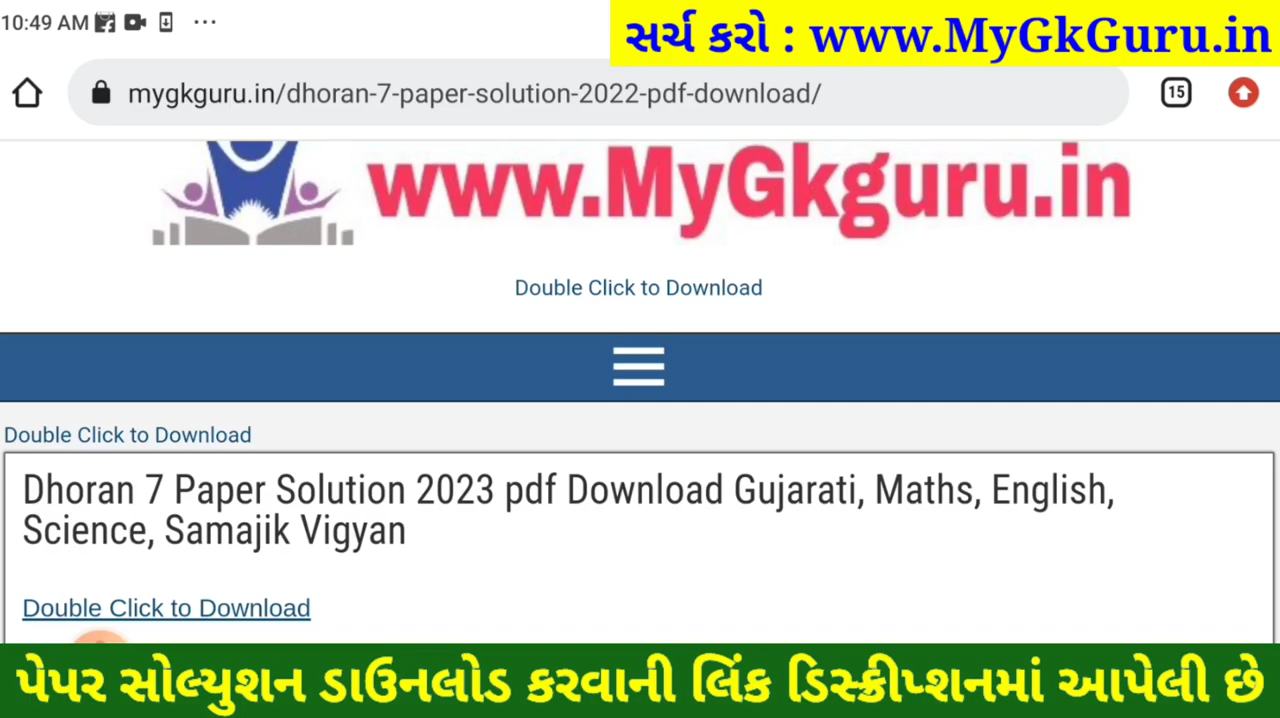 10:49 AM ...
સર્ચ કરો : www.MyGkGuru.in
mygkguru.in/dhoran-7-paper-solution-2022-pdf-download/
15
www.MyGkguru.in
Double Click to Download
Double Click to Download
Dhoran 7 Paper Solution 2023 pdf Download Gujarati, Maths, English,
Science, Samajik Vigyan
Double Click to Download
પેપર સોલ્યુશન ડાઉનલોડ કરવાની લિંક ડિસ્ક્રીપ્શનમાં આપેલી છે